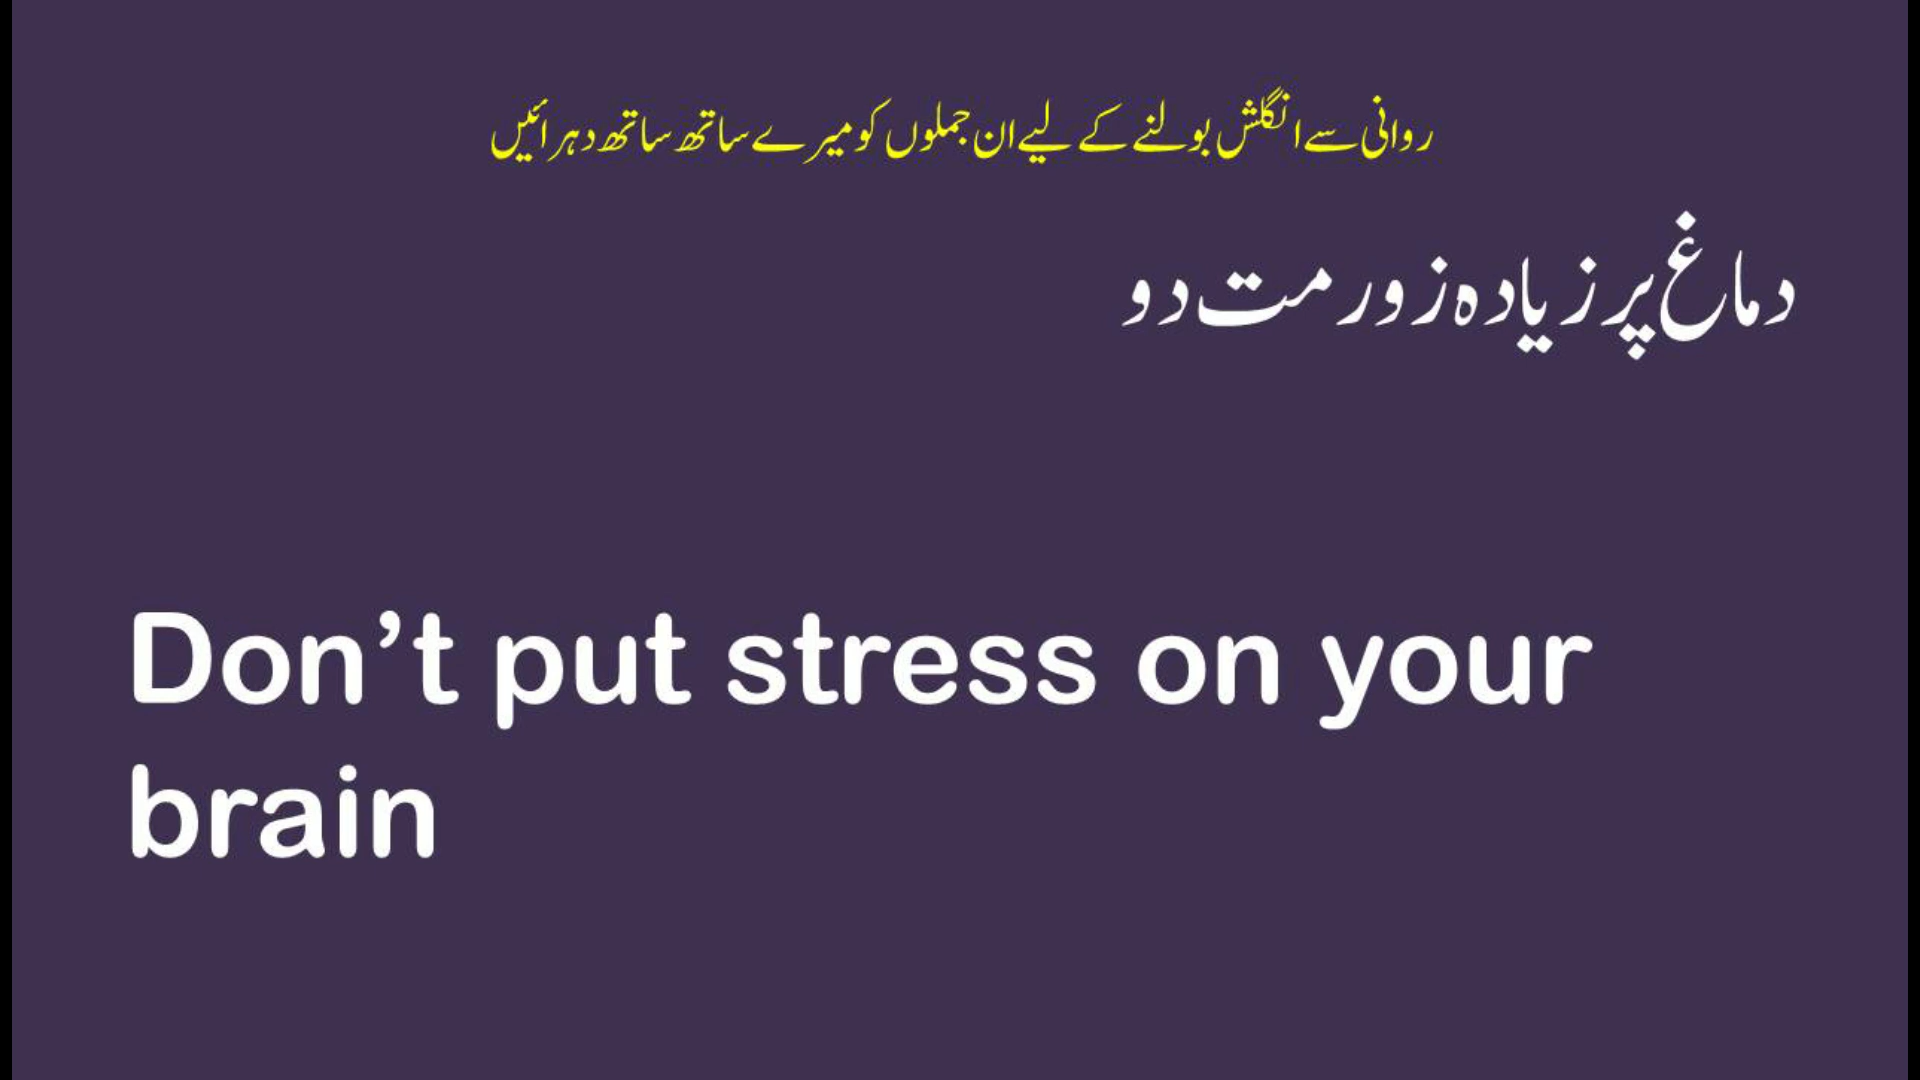 روانی سے انگلش بولنے کے لیے ان جملوں کو میرے ساتھ ساتھ دہرائیں
دماغ پر زیادہ زور مت دو
Don’t put stress on your
brain